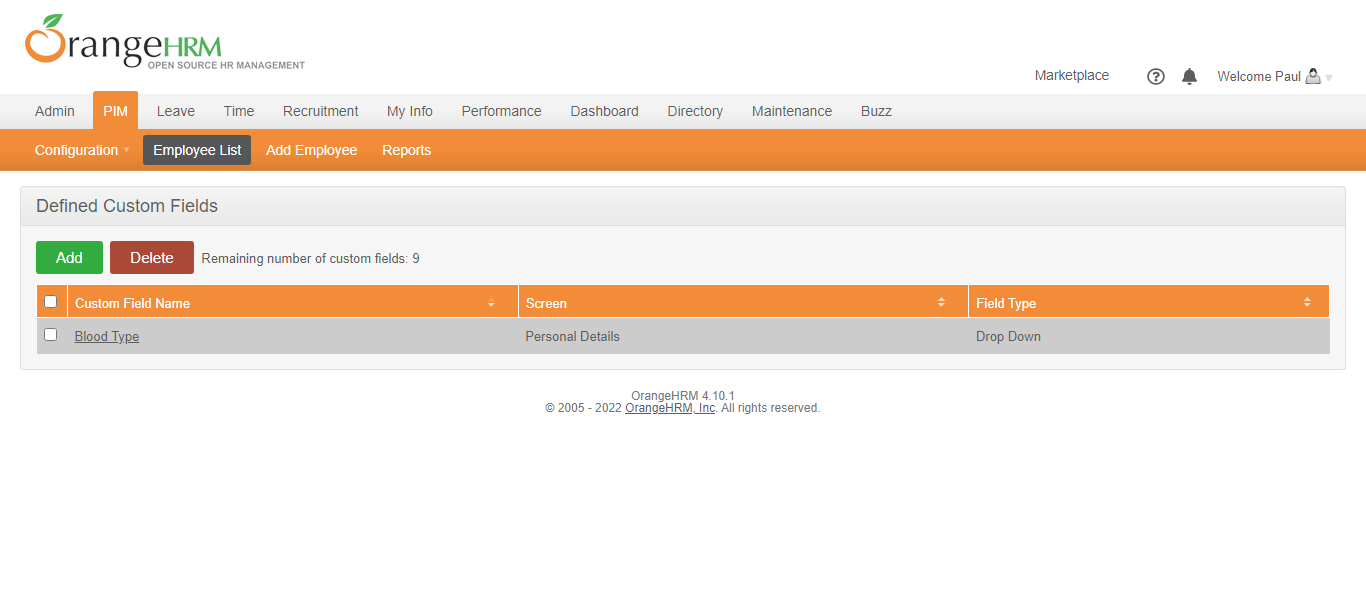 OrangeHRM
OPEN SOURCE HR MANAGEMENT
Marketplace ? Welcome Paul
Admin PIM Leave Time Recruitment My Info Performance Dashboard Directory Maintenance Buzz
Configuration Employee List Add Employee Reports
Defined Custom Fields
Add Delete Remaining number of custom fields: 9
Custom Field Name Screen Field Type
Blood Type Personal Details Drop Down
OrangeHRM 4.10.1
© 2005 - 2022 OrangeHRM, Inc. All rights reserved.